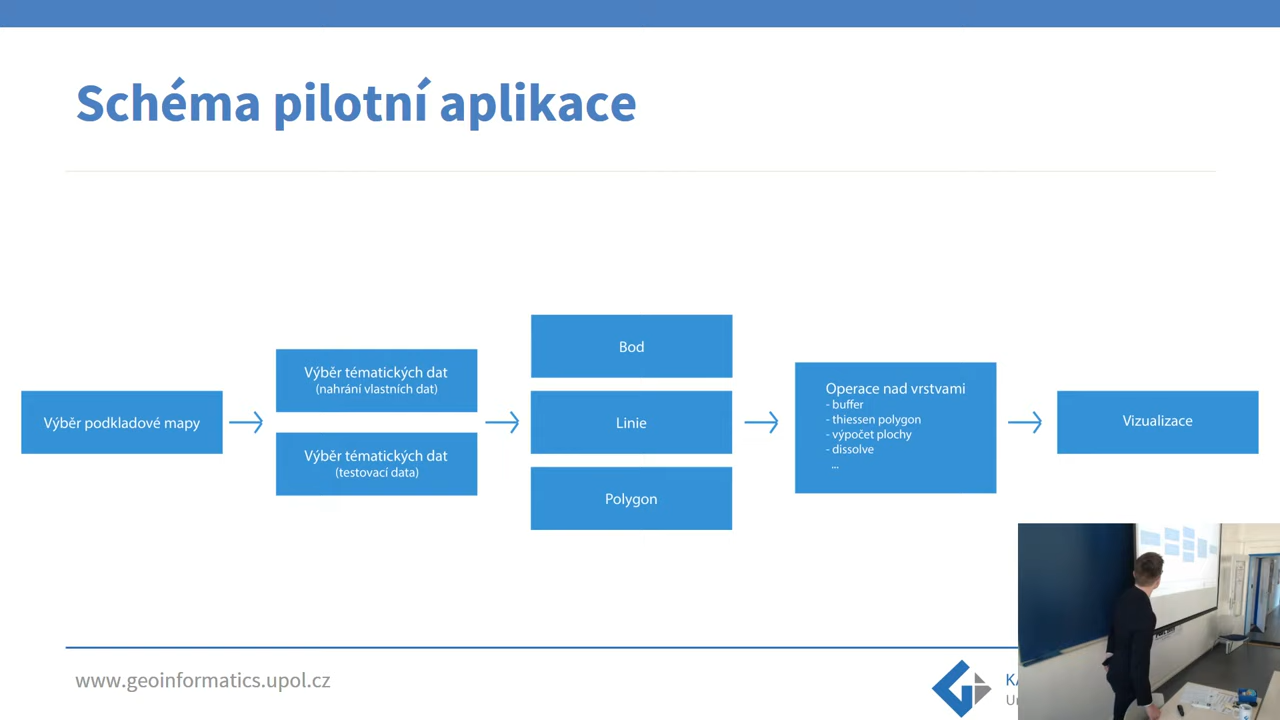 Schéma pilotní aplikace
Výběr podkladové mapy
Výběr tématických dat
(nahrání vlastních dat)
Výběr tématických dat
(testovací data)
Bod
Linie
Polygon
Operace nad vrstvami
- buffer
- thiessen polygon
- výpočet plochy
- dissolve
...
Vizualizace
www.geoinformatics.upol.cz